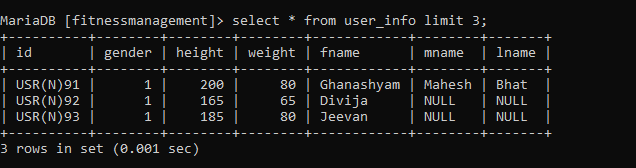 MariaDB [fitnessmanagement]> select * from user_info limit 3;
+-----------+--------+--------+--------+------------+--------+-------+
| id        | gender | height | weight | fname      | mname  | lname |
+-----------+--------+--------+--------+------------+--------+-------+
| USR(N)91  |      1 |    200 |     80 | Ghanashyam | Mahesh | Bhat  |
| USR(N)92  |      1 |    165 |     65 | Divija     | NULL   | NULL  |
| USR(N)93  |      1 |    185 |     80 | Jeevan     | NULL   | NULL  |
+-----------+--------+--------+--------+------------+--------+-------+
3 rows in set (0.001 sec)